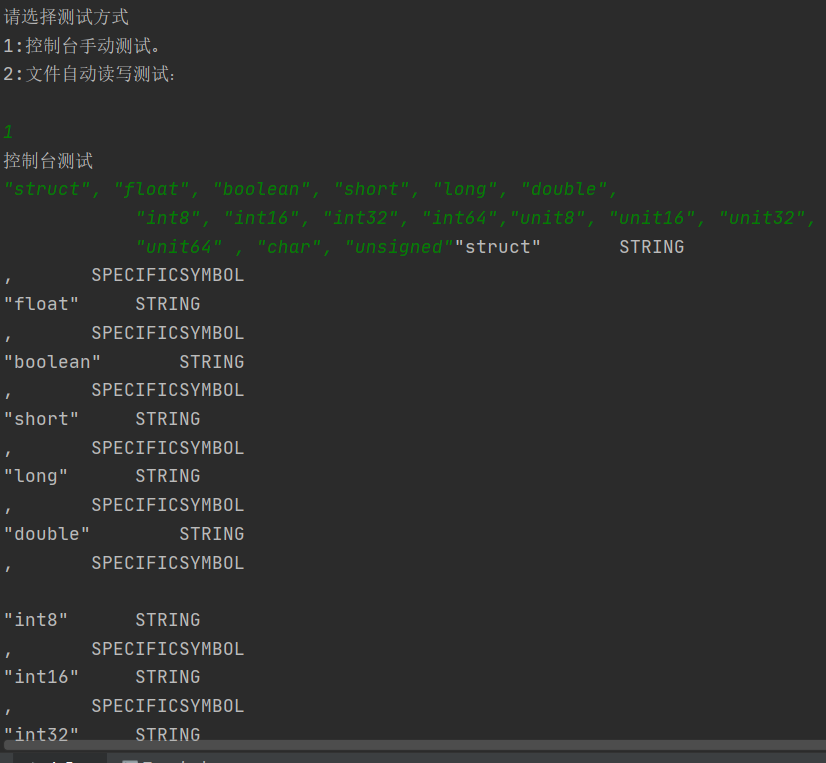 请选择测试方式
1:控制台手动测试。
2:文件自动读写测试:
1
控制台测试
"struct", "float", "boolean", "short", "long", "double",
"int8", "int16", "int32", "int64","unit8", "unit16", "unit32",
"unit64" , "char", "unsigned""struct" STRING
, SPECIFICSYMBOL
"float" STRING
, SPECIFICSYMBOL
"boolean" STRING
, SPECIFICSYMBOL
"short" STRING
, SPECIFICSYMBOL
"long" STRING
, SPECIFICSYMBOL
"double" STRING
, SPECIFICSYMBOL
"int8" STRING
, SPECIFICSYMBOL
"int16" STRING
, SPECIFICSYMBOL
"int32" STRING